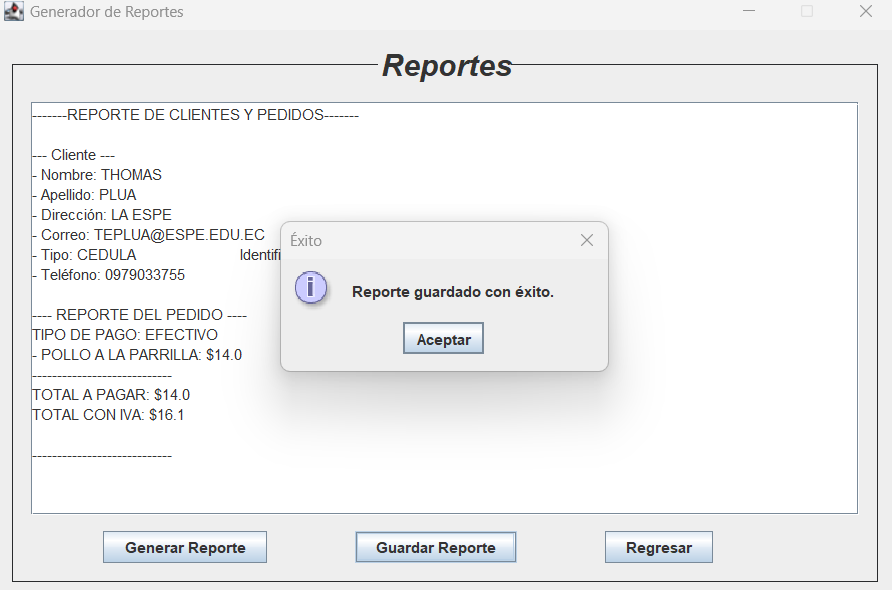 Generador de Reportes
Reportes
-------REPORTE DE CLIENTES Y PEDIDOS-------
--- Cliente ---
- Nombre: THOMAS
- Apellido: PLUA
- Dirección: LA ESPE
- Correo: TEPLUA@ESPE.EDU.EC
- Tipo: CEDULA
- Teléfono: 0979033755
---- REPORTE DEL PEDIDO ----
TIPO DE PAGO: EFECTIVO
- POLLO A LA PARRILLA: $14.0
----------------------------
TOTAL A PAGAR: $14.0
TOTAL CON IVA: $16.1
----------------------------
Éxito
Reporte guardado con éxito.
Aceptar
Generar Reporte Guardar Reporte Regresar